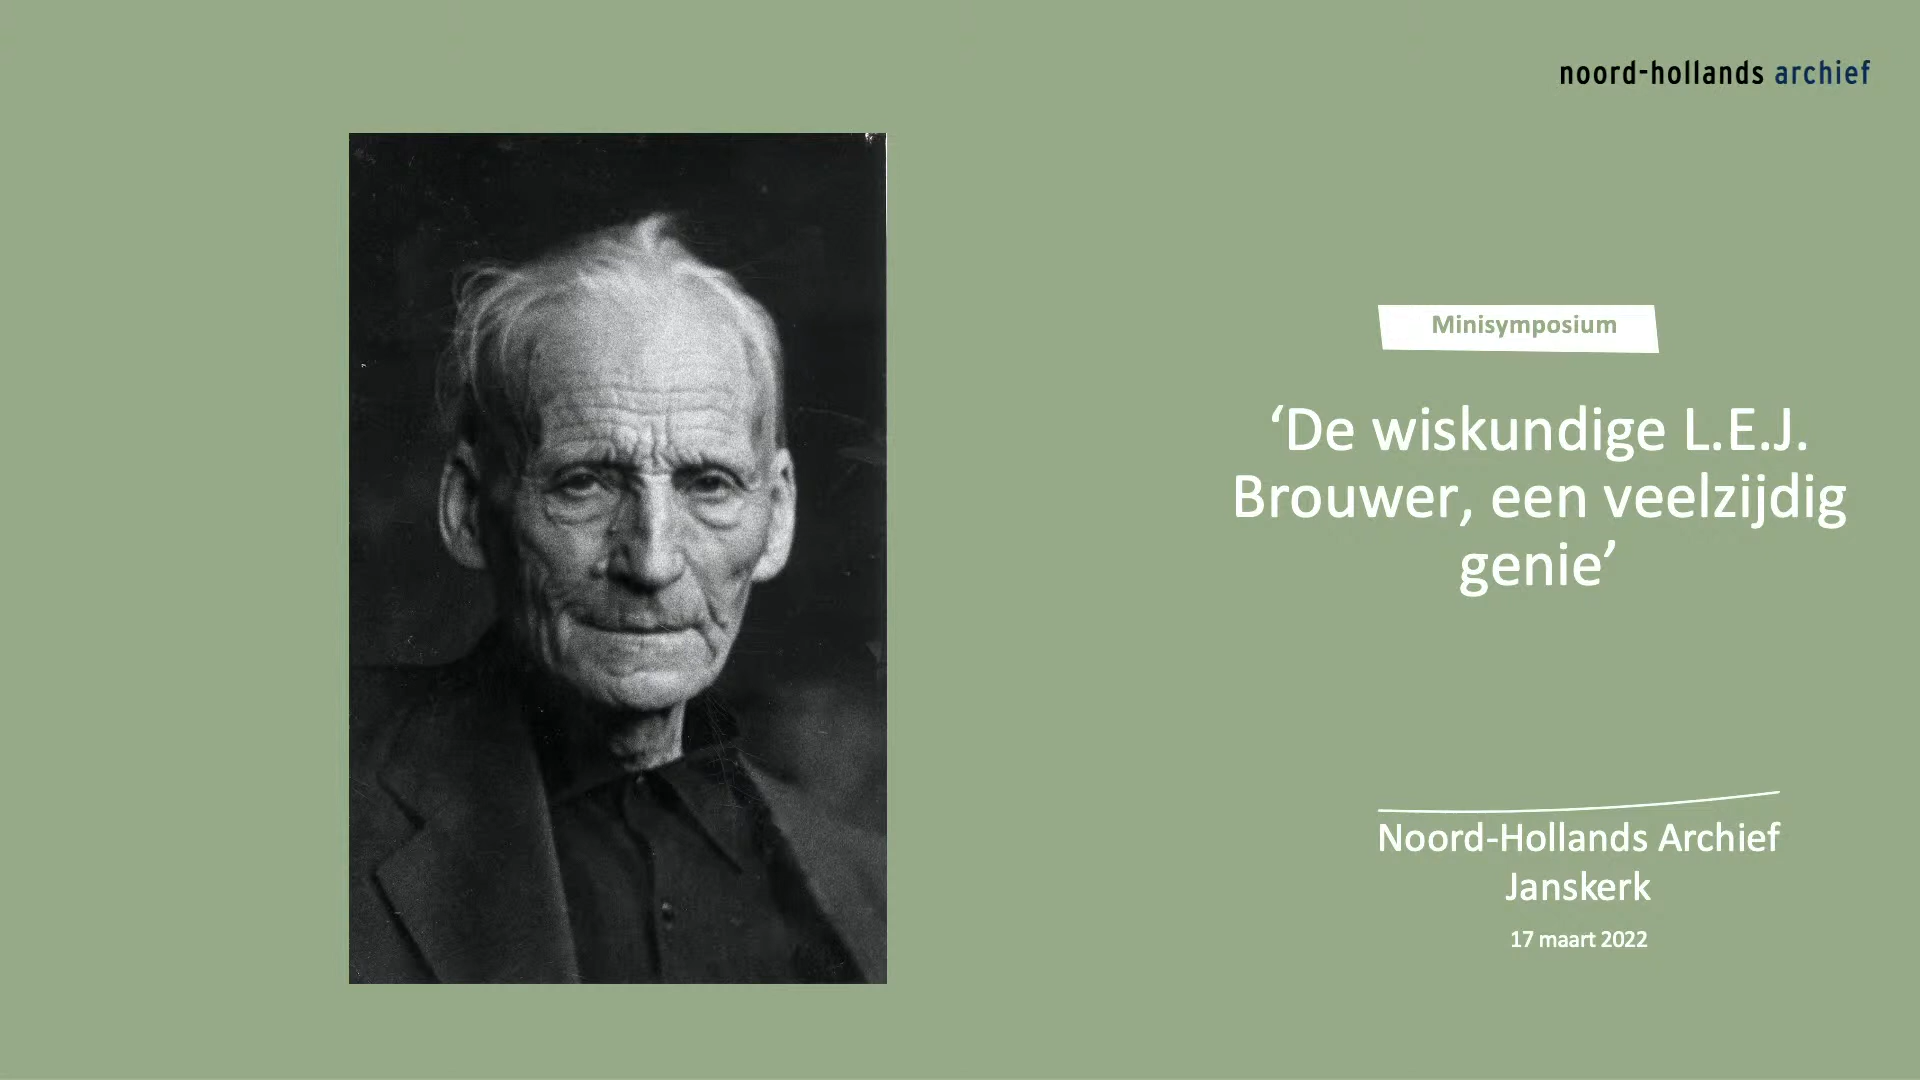 noord-hollands archief
Minisymposium
‘De wiskundige L.E.J.
Brouwer, een veelzijdig
genie’
Noord-Hollands Archief
Janskerk
17 maart 2022